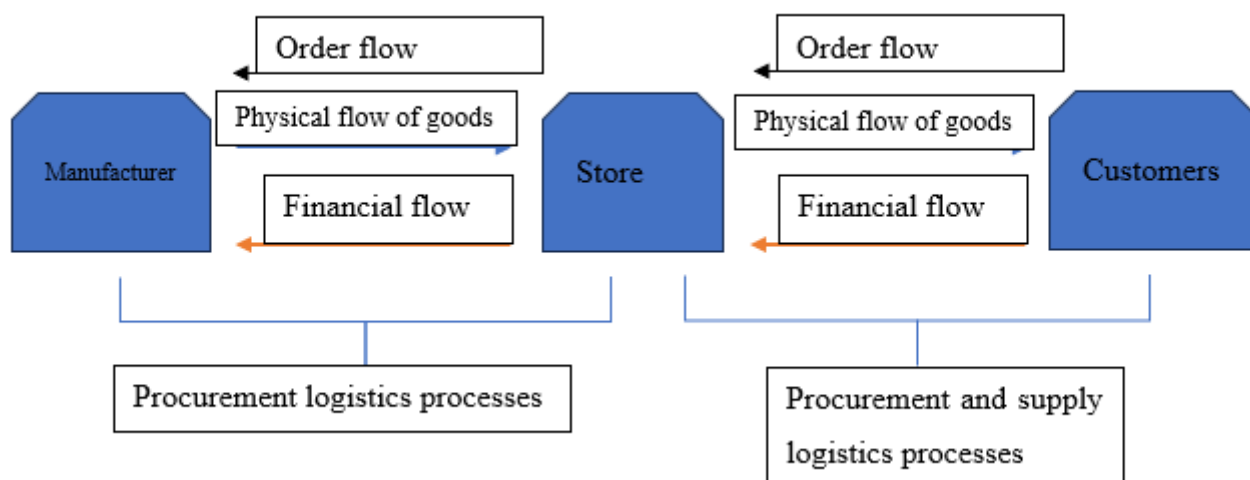 Order flow
Order flow
Physical flow of goods
Physical flow of goods
Manufacturer
Store
Customers
Financial flow
Financial flow
Procurement logistics processes
Procurement and supply
logistics processes